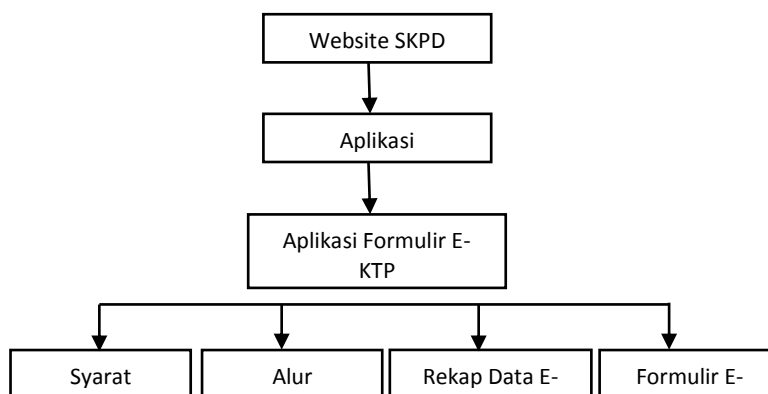 Website SKPD
Aplikasi
Aplikasi Formulir E-
KTP
Syarat
Alur
Rekap Data E-
Formulir E-